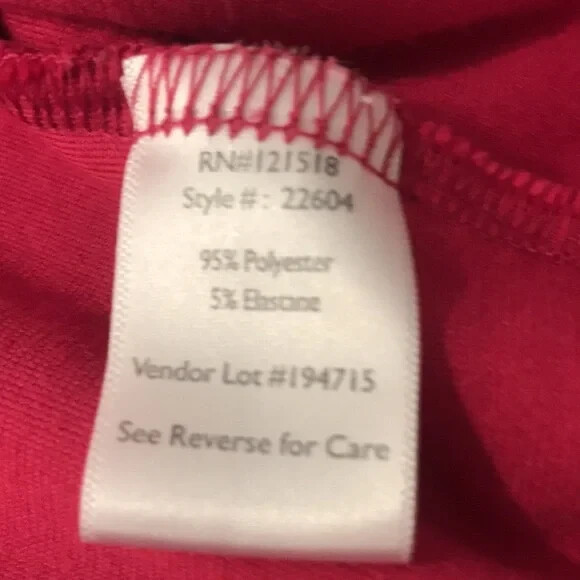 RN#121518
Style #: 22604
95% Polyester
5% Elastane
Vendor Lot #194715
See Reverse for Care